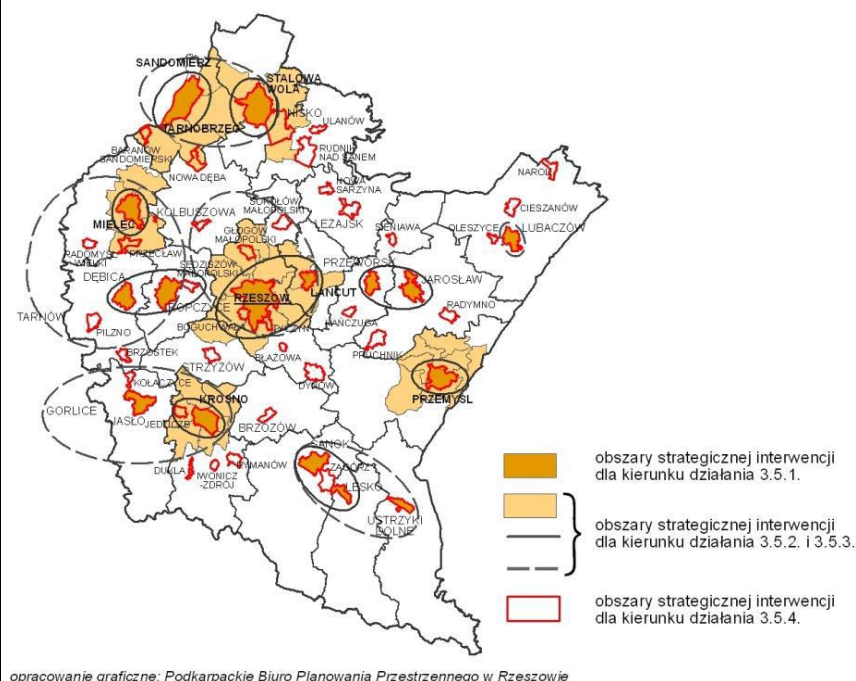 SANDOMIERZ
STALOWA
WOLA
NISKO
ULANÓW
TARNOBRZEG
RUDNIK
NAD SANEM
BARANÓW
SANDOMIERSKI
NOWA DĘBA
NOWA
SARZYNA
NAROL
CIESZANÓW
SOKOŁÓW
MAŁOPOLSKI
KOLBUSZOWA
LEŻAJSK
MIELEC
GŁOGÓW
MAŁOPOLSKI
SIENIAWA
OLESZYCE
LUBACZÓW
RADOMYŚL
WIELKI
PRZECŁAW
SĘDZISZÓW
MAŁOPOLSKI
PRZEWORSK
DĘBICA
JAROSŁAW
RZESZÓW
ŁAŃCUT
ROPCZYCE
RADYMNO
TARNÓW
PILZNO
BOGUCHWAŁA
TYCZYN
KAŃCZUGA
BRZOSTEK
STRZYŻÓW
BŁAŻOWA
PRUCHNIK
DYNÓW
KOŁACZYCE
KROSNO
PRZEMYŚL
GORLICE
JASŁO
JEDLICZE
BRZOZÓW
SANOK
DUKLA
IWONICZ
-ZDRÓJ
RYMANÓW
ZAGÓRZ
LESKO
USTRZYKI
DOLNE
obszary strategicznej interwencji
dla kierunku działania 3.5.1.
obszary strategicznej interwencji
dla kierunku działania 3.5.2. i 3.5.3.
obszary strategicznej interwencji
dla kierunku działania 3.5.4.
opracowanie graficzne: Podkarpackie Biuro Planowania Przestrzennego w Rzeszowie